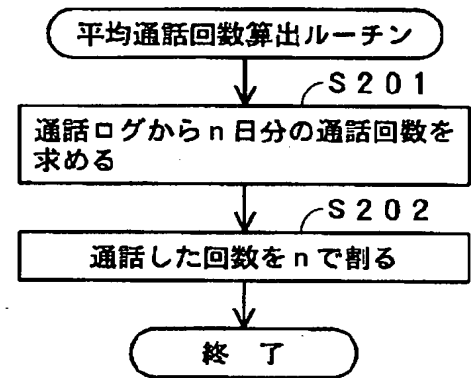 平均通話回数算出ルーチン
S201
通話ログからn日分の通話回数を
求める
S202
通話した回数をnで割る
終 了